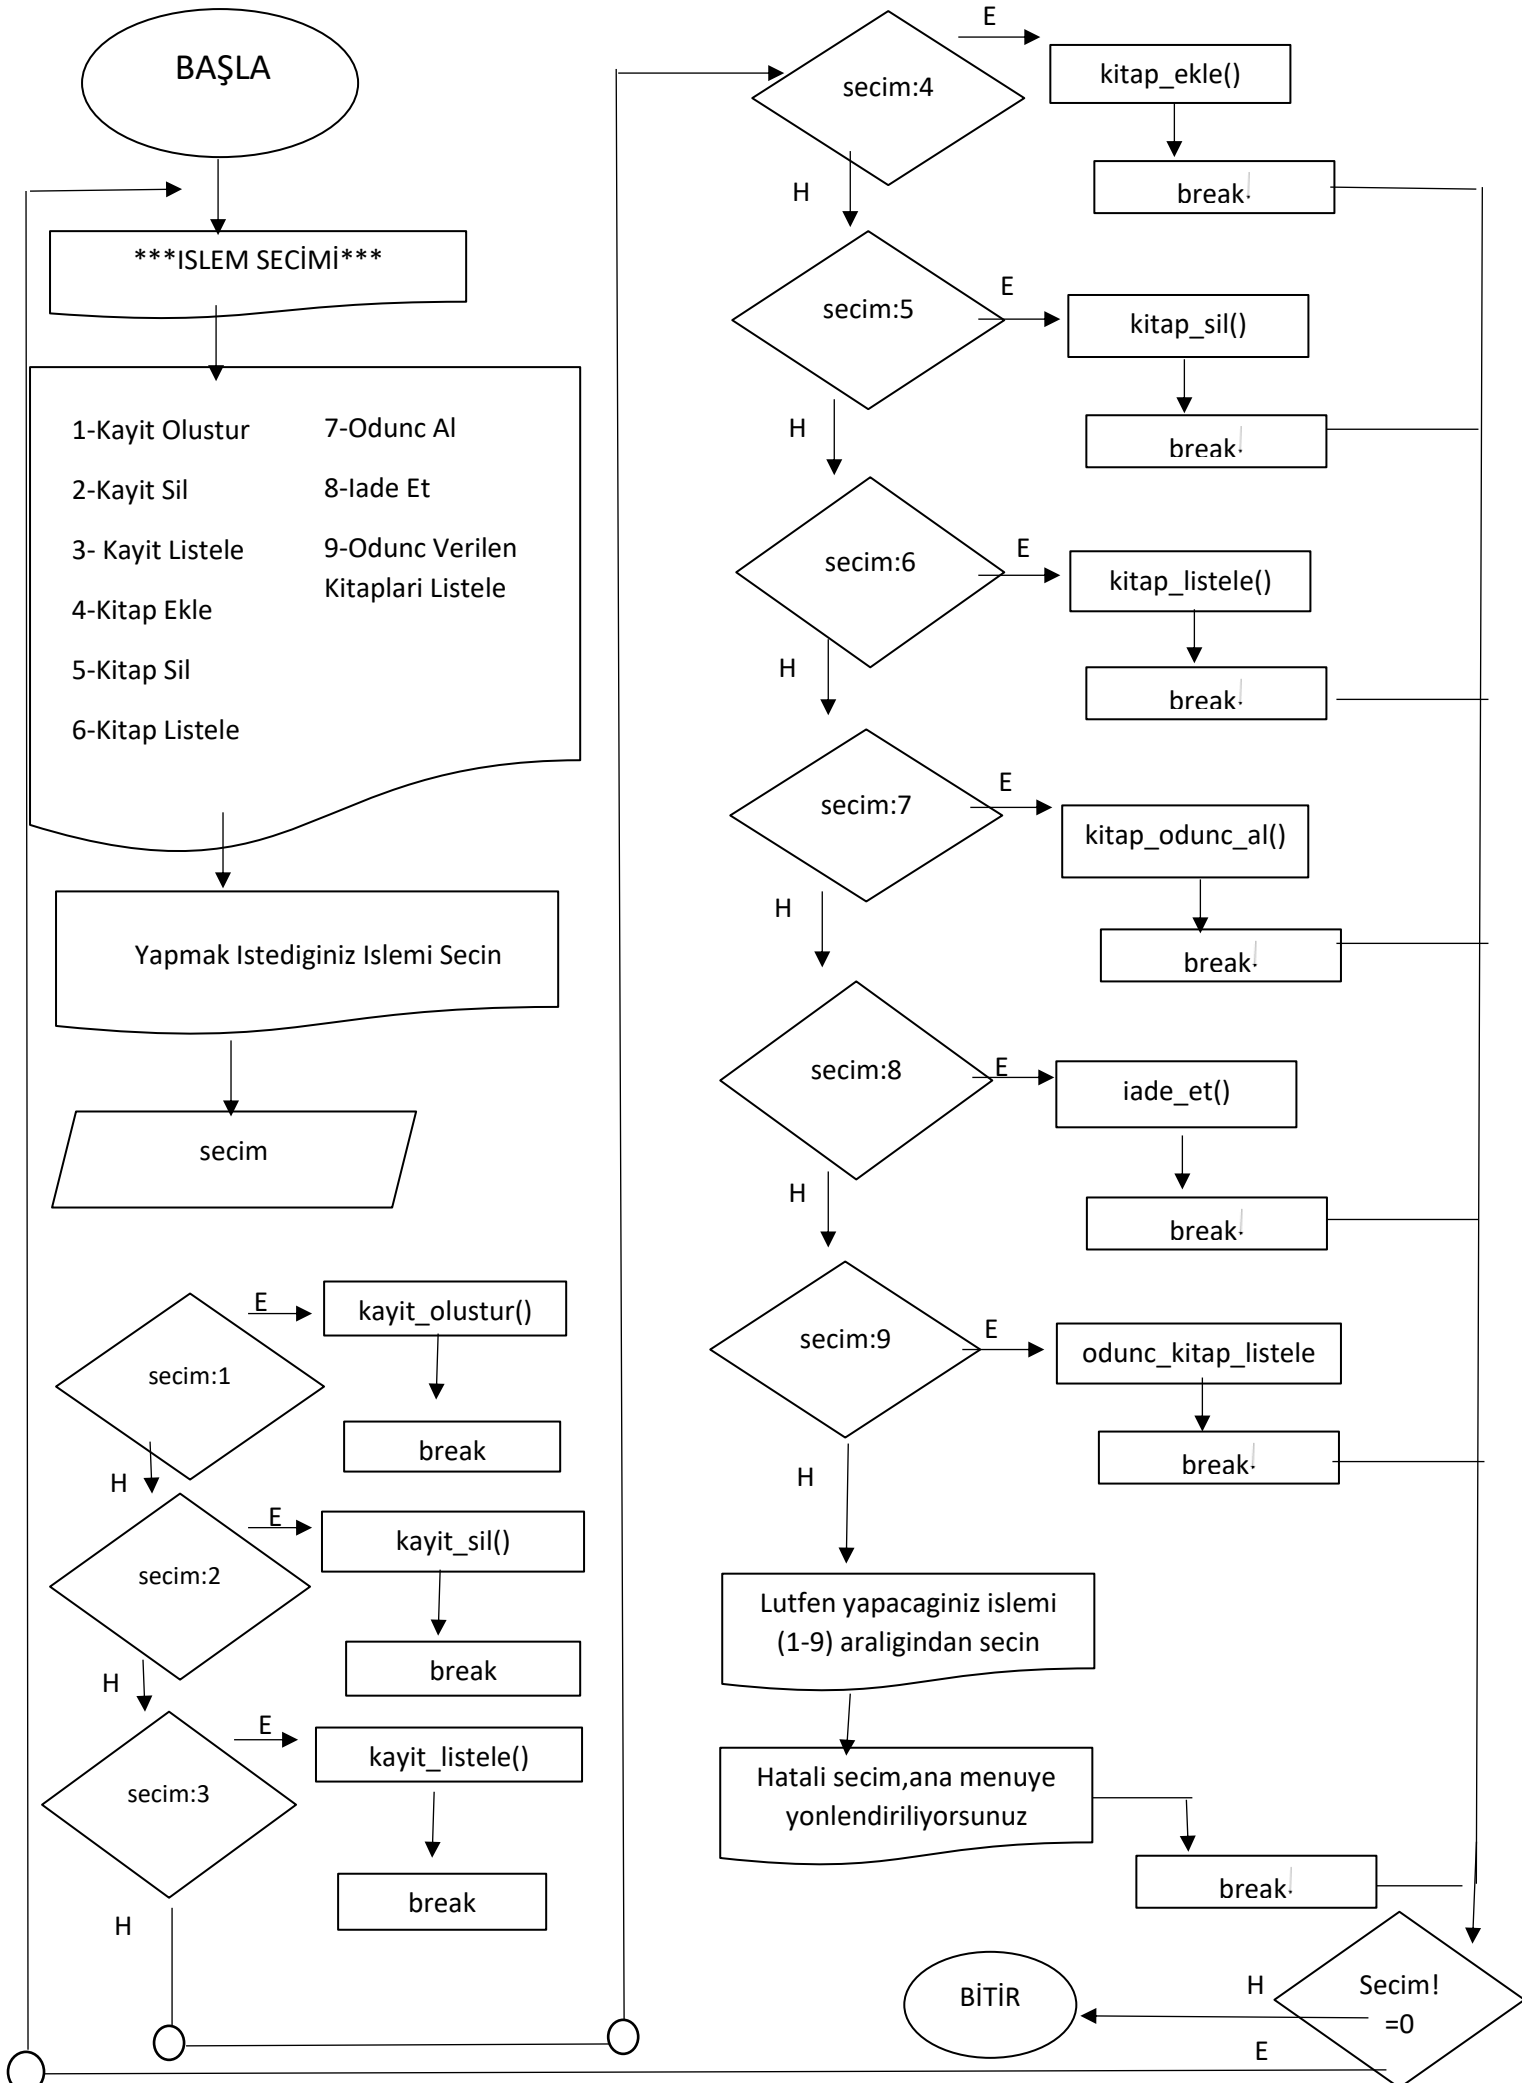 BAŞLA
***ISLEM SECİMİ***
1-Kayit Olustur
2-Kayit Sil
3- Kayit Listele
4-Kitap Ekle
5-Kitap Sil
6-Kitap Listele
7-Odunc Al
8-Iade Et
9-Odunc Verilen
Kitaplari Listele
Yapmak Istediginiz Islemi Secin
secim
secim:1
E
kayit_olustur()
break
H
secim:2
E
kayit_sil()
break
H
secim:3
E
kayit_listele()
break
H
secim:4
E
kitap_ekle()
break
H
secim:5
E
kitap_sil()
break
H
secim:6
E
kitap_listele()
break
H
secim:7
E
kitap_odunc_al()
break
H
secim:8
E
iade_et()
break
H
secim:9
E
odunc_kitap_listele
break
H
Lutfen yapacaginiz islemi
(1-9) araligindan secin
Hatali secim,ana menuye
yonlendiriliyorsunuz
break
Secim!
=0
H
BİTİR
E